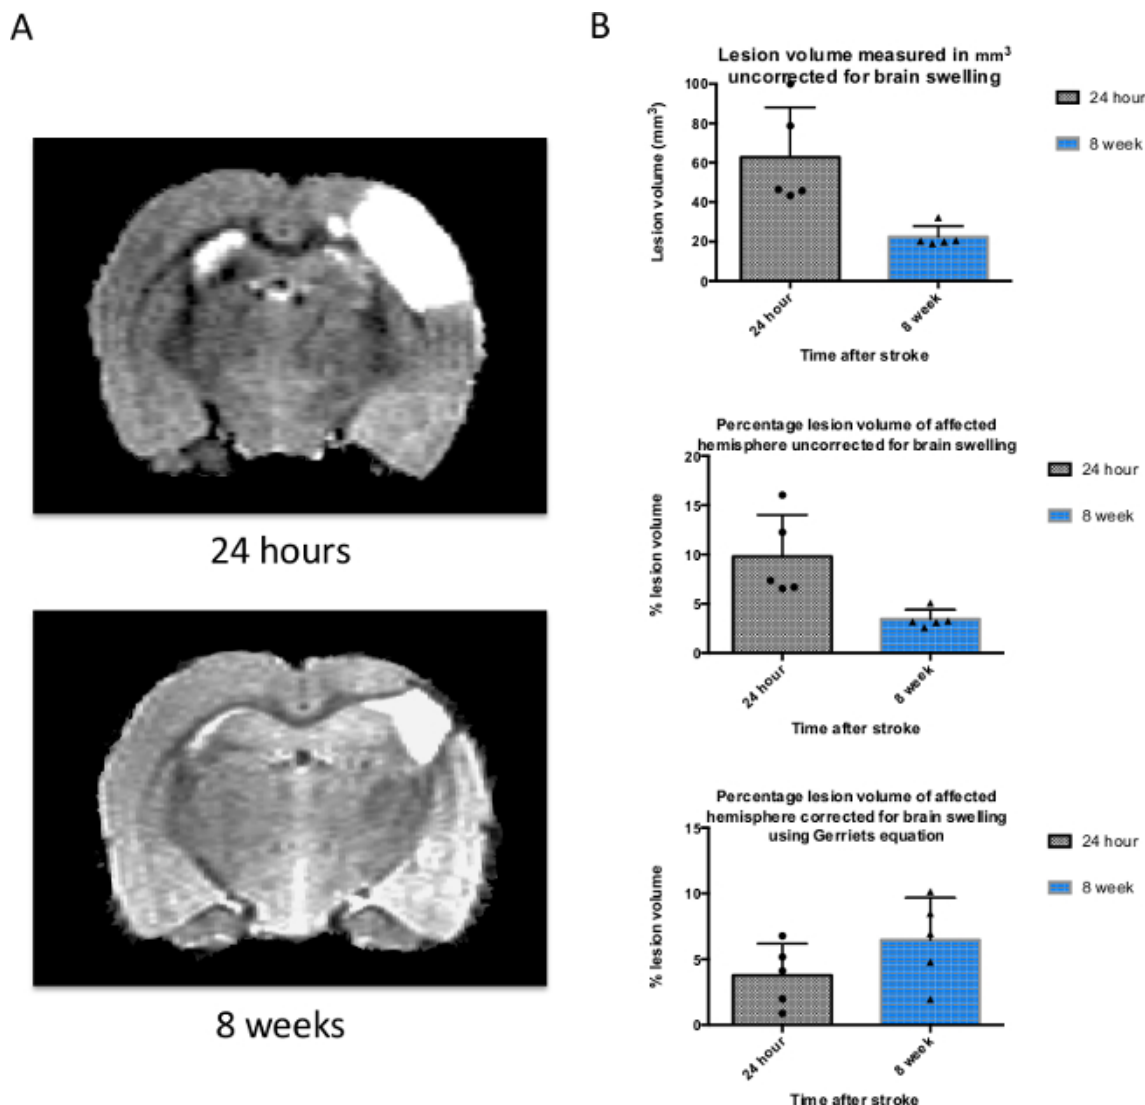 A
24 hours
8 weeks
B
Lesion volume measured in mm³
uncorrected for brain swelling
Lesion volume (mm³)
100
80
60
40
20
0
24 hour
8 week
Time after stroke
24 hour
8 week
Percentage lesion volume of affected
hemisphere uncorrected for brain swelling
% lesion volume
20
15
10
5
0
24 hour
8 week
Time after stroke
24 hour
8 week
Percentage lesion volume of affected
hemisphere corrected for brain swelling
using Gerriets equation
% lesion volume
15
10
5
0
24 hour
8 week
Time after stroke
24 hour
8 week